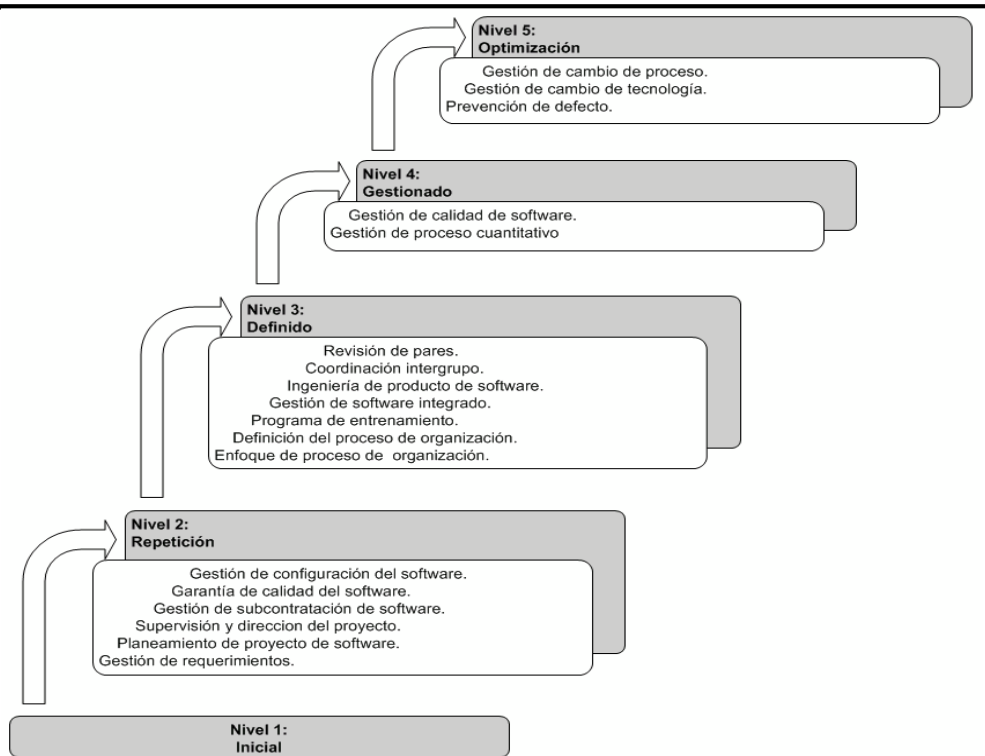 Nivel 5:
Optimización
Gestión de cambio de proceso.
Gestión de cambio de tecnología.
Prevención de defecto.
Nivel 4:
Gestionado
Gestión de calidad de software.
Gestión de proceso cuantitativo
Nivel 3:
Definido
Revisión de pares.
Coordinación intergrupo.
Ingeniería de producto de software.
Gestión de software integrado.
Programa de entrenamiento.
Definición del proceso de organización.
Enfoque de proceso de organización.
Nivel 2:
Repetición
Gestión de configuración del software.
Garantía de calidad del software.
Gestión de subcontratación de software.
Supervisión y direccion del proyecto.
Planeamiento de proyecto de software.
Gestión de requerimientos.
Nivel 1:
Inicial